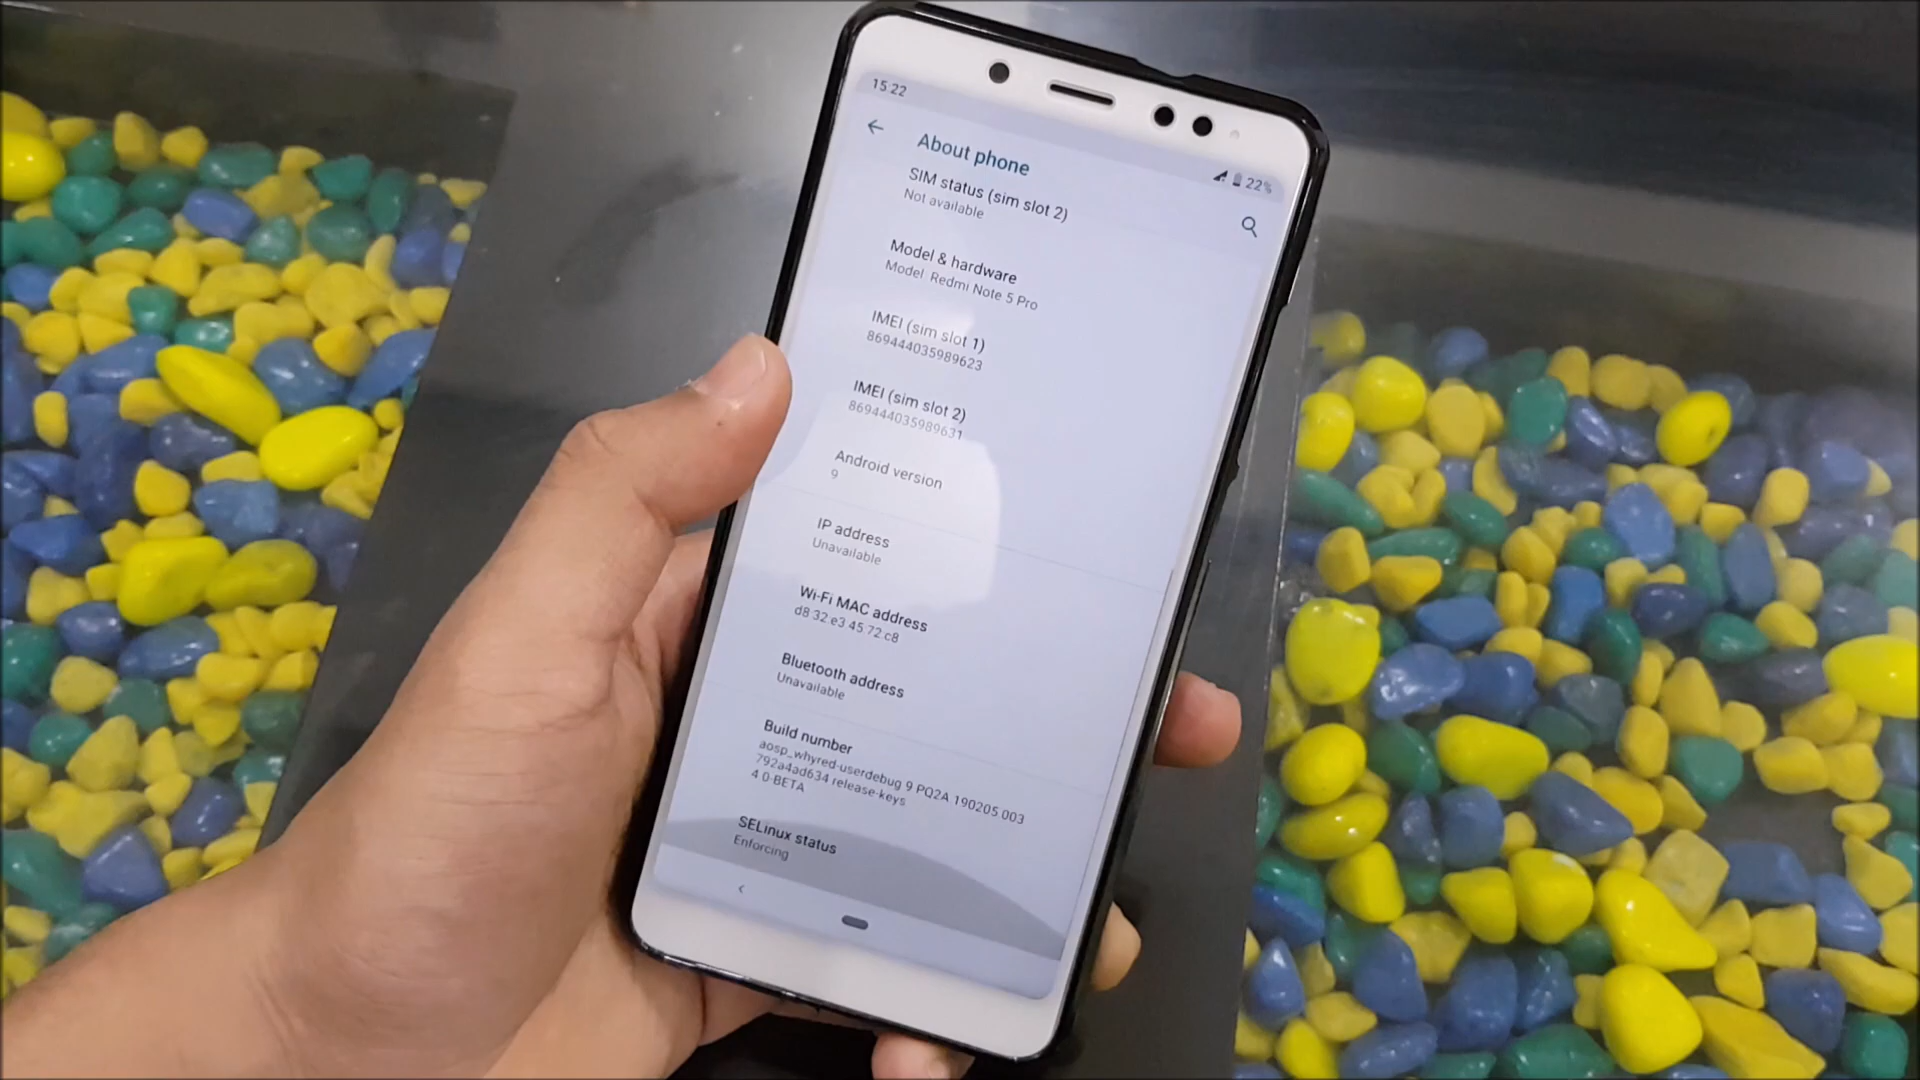 15:22
22%
About phone
SIM status (sim slot 2)
Not available
Model & hardware
Model Redmi Note 5 Pro
IMEI (sim slot 1)
869444035989623
IMEI (sim slot 2)
869444035989631
Android version
9
IP address
Unavailable
Wi-Fi MAC address
d8 32 e3 45 72 c8
Bluetooth address
Unavailable
Build number
aosp_whyred-userdebug 9 PQ2A 190205 003
792a4ad634 release-keys
4 0-BETA
SELinux status
Enforcing